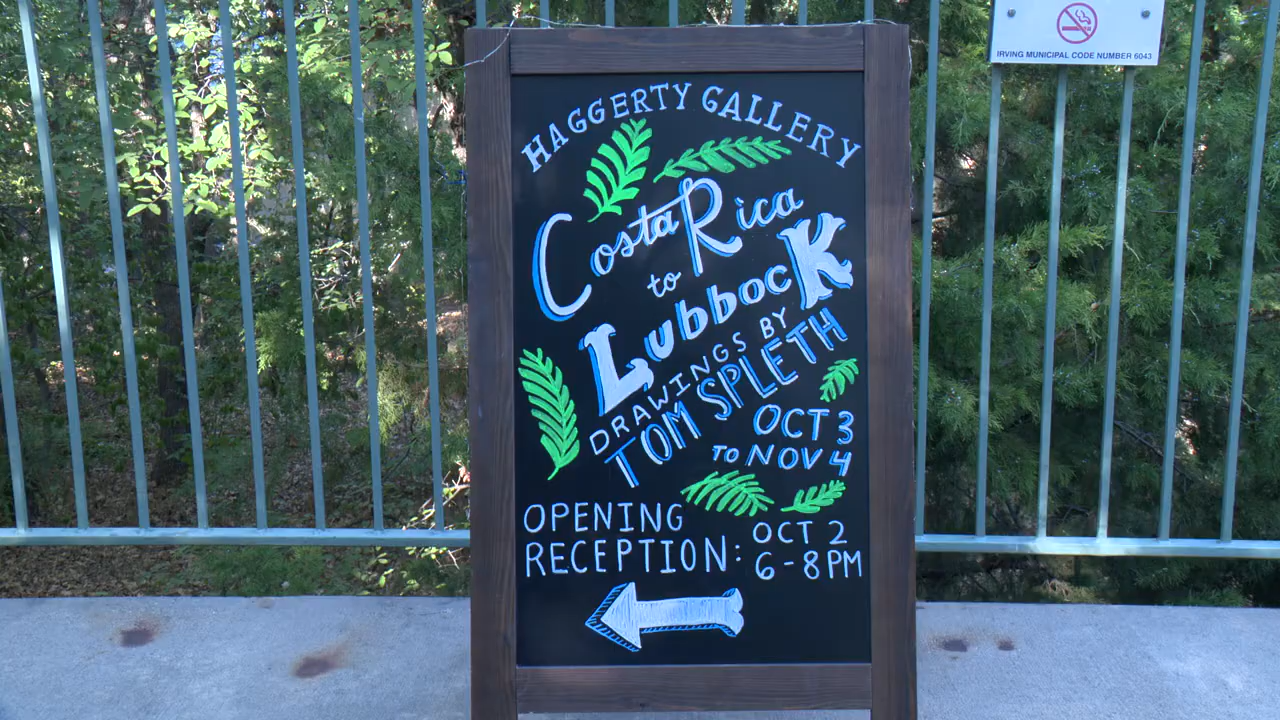 IRVING MUNICIPAL CODE NUMBER 6043
HAGGERTY GALLERY
Costa Rica
to
LubbocK
DRAWINGS BY
TOM SPLETH
OCT 3
TO NOV 4
OPENING
RECEPTION:
OCT 2
6-8PM